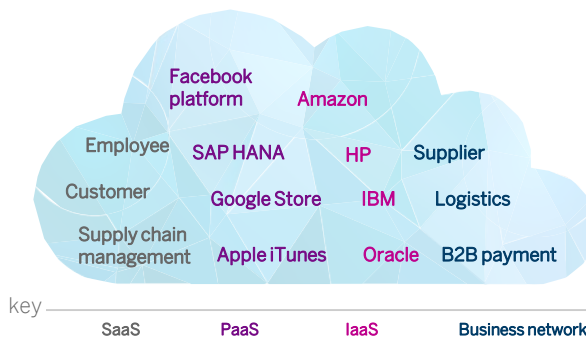 Facebook
platform
Amazon
Employee
SAP HANA
HP
Supplier
Customer
Google Store
IBM
Logistics
Supply chain
management
Apple iTunes
Oracle
B2B payment
key
SaaS
PaaS
IaaS
Business network